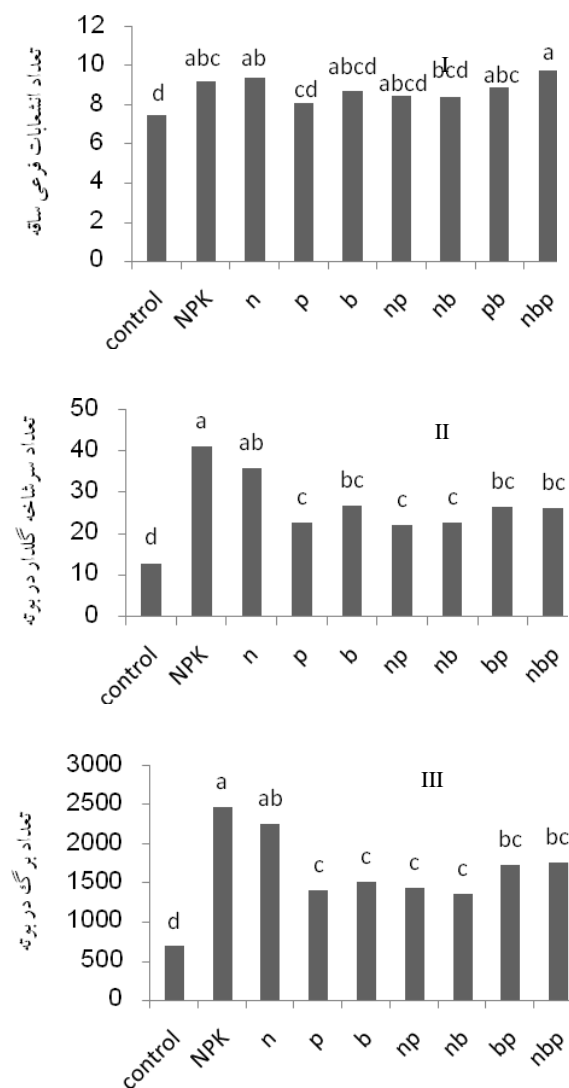 تعداد انشعابات فرعی ساقه
12
10
8
6
4
2
0
d abc ab cd abcd abcd bcd abc a
I
control NPK n p b np nb pb nbp
تعداد سرشاخه گلدار در بوته
50
40
30
20
10
0
d a ab c bc c c bc bc
II
control NPK n p b np nb bp nbp
تعداد برگ در بوته
3000
2500
2000
1500
1000
500
0
d a ab c c c c bc bc
III
control NPK n p b np nb bp nbp